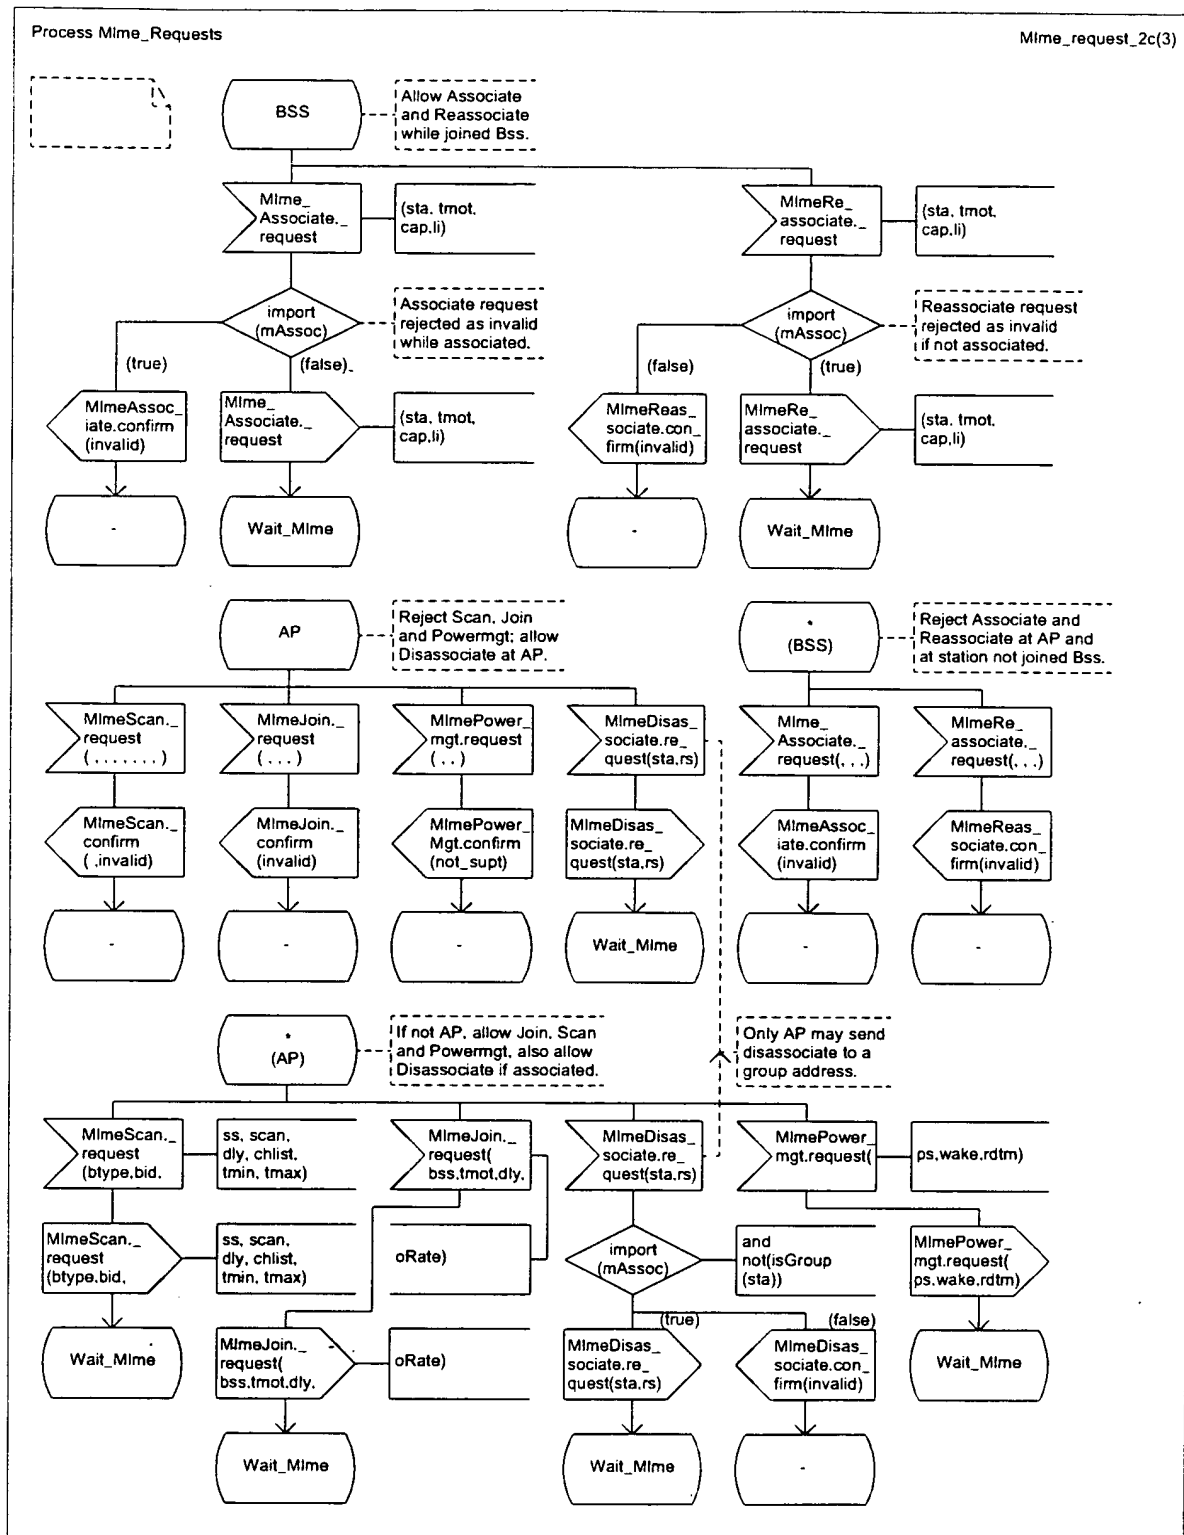 Process Mlme_Requests
Mlme_request_2c(3)
BSS
Allow Associate
and Reassociate
while joined Bss.
Mlme_
Associate._
request
(sta, tmot,
cap,li)
MlmeRe_
associate._
request
(sta, tmot,
cap,li)
import
(mAssoc)
Associate request
rejected as invalid
while associated.
import
(mAssoc)
Reassociate request
rejected as invalid
if not associated.
(true)
(false)
(false)
(true)
MlmeAssoc_
iate.confirm
(invalid)
Mlme_
Associate._
request
(sta, tmot,
cap,li)
MlmeReas_
sociate.con_
firm(invalid)
MlmeRe_
associate._
request
(sta, tmot,
cap,li)
-
Wait_Mlme
-
Wait_Mlme
AP
Reject Scan, Join
and Powermgt; allow
Disassociate at AP.
*
(BSS)
Reject Associate and
Reassociate at AP and
at station not joined Bss.
MlmeScan._
request
( , , , , , , , )
MlmeJoin._
request
( , , , )
MlmePower_
mgt.request
( , , )
MlmeDisas_
sociate.re_
quest(sta,rs)
Mlme_
Associate._
request(, , ,)
MlmeRe_
associate._
request(, , ,)
MlmeScan._
confirm
( ,invalid)
MlmeJoin._
confirm
(invalid)
MlmePower_
Mgt.confirm
(not_supt)
MlmeDisas_
sociate.re_
quest(sta,rs)
MlmeAssoc_
iate.confirm
(invalid)
MlmeReas_
sociate.con_
firm(invalid)
-
-
-
Wait_Mlme
-
-
*
(AP)
If not AP, allow Join, Scan
and Powermgt, also allow
Disassociate if associated.
Only AP may send
disassociate to a
group address.
MlmeScan._
request
(btype,bid,
ss, scan,
dly, chlist,
tmin, tmax)
MlmeJoin._
request(
bss,tmot,dly,
MlmeDisas_
sociate.re_
quest(sta,rs)
MlmePower_
mgt.request(
ps,wake,rdtm)
MlmeScan._
request
(btype,bid,
ss, scan,
dly, chlist,
tmin, tmax)
oRate)
import
(mAssoc)
and
not(isGroup
(sta))
MlmePower_
mgt.request(
ps,wake,rdtm)
(true)
(false)
Wait_Mlme
MlmeJoin._
request(
bss,tmot,dly,
oRate)
MlmeDisas_
sociate.re_
quest(sta,rs)
MlmeDisas_
sociate.con_
firm(invalid)
Wait_Mlme
Wait_Mlme
Wait_Mlme
-